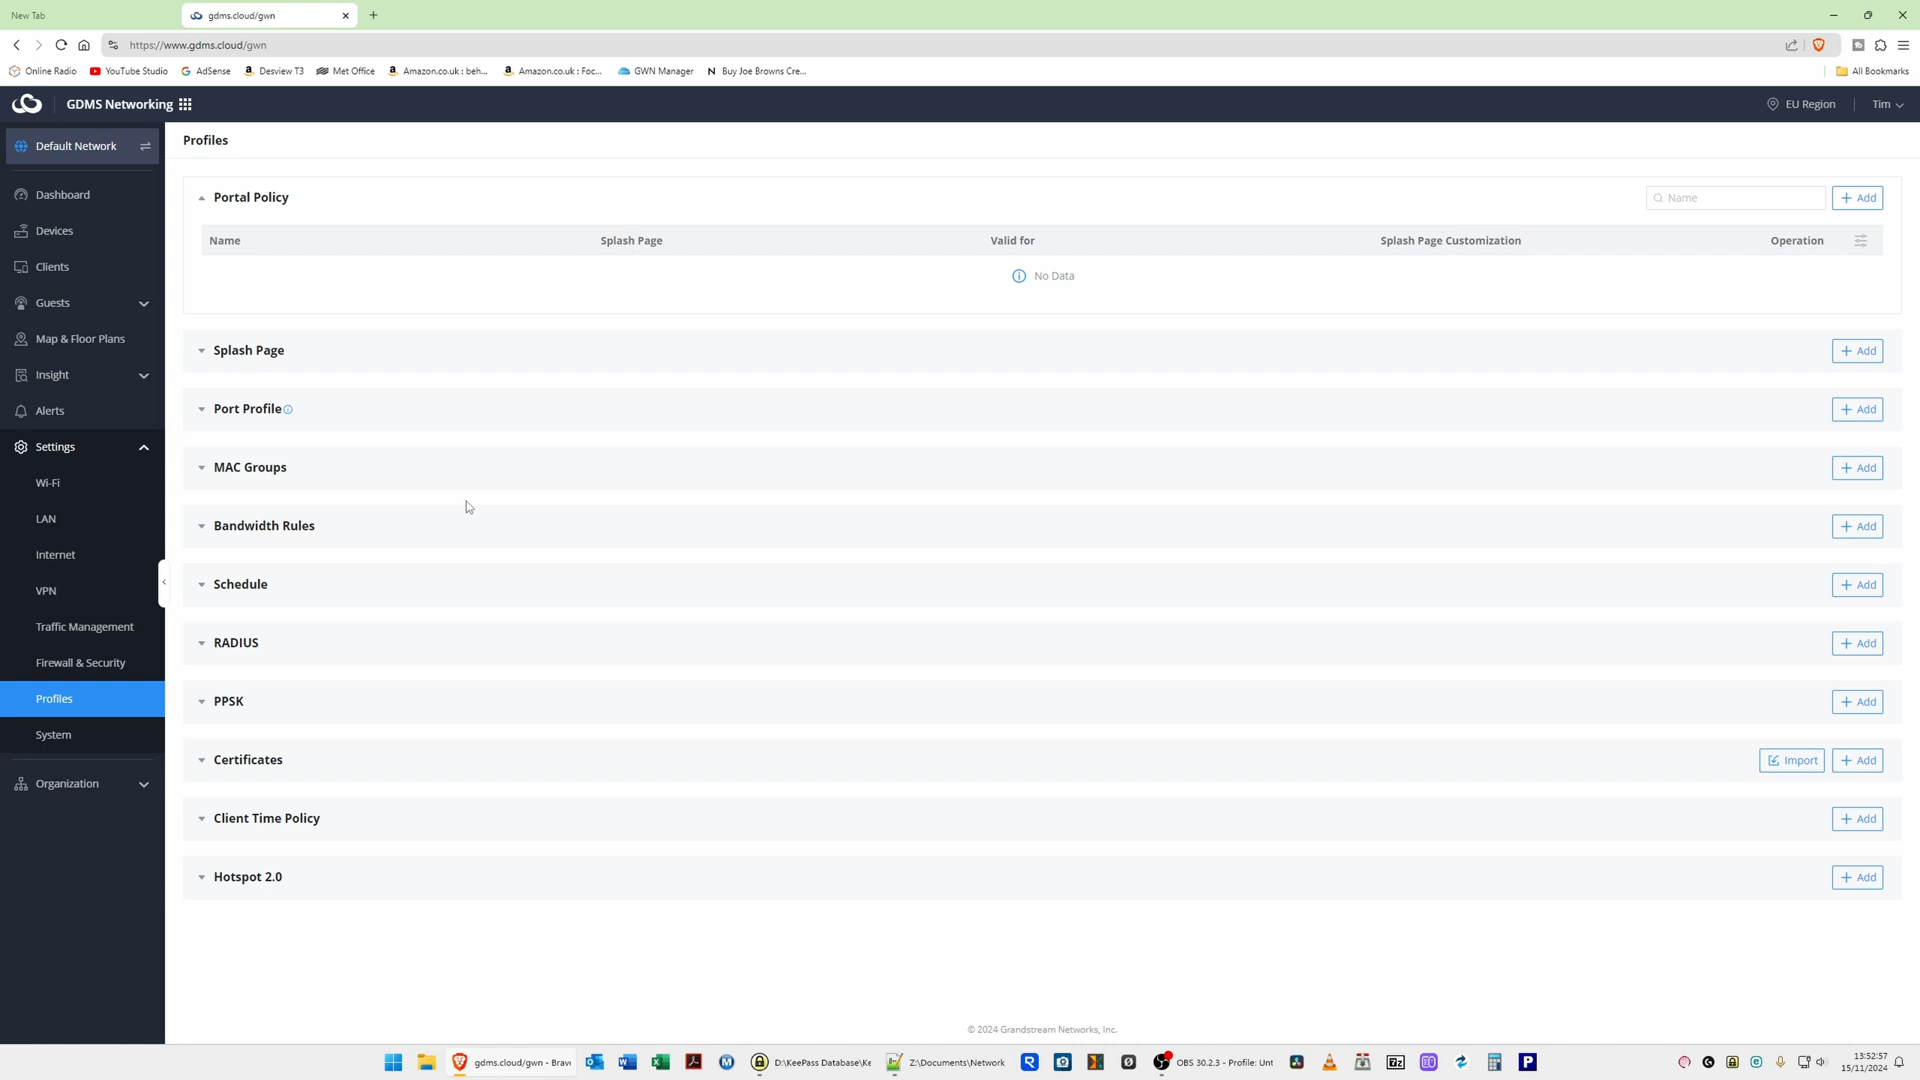 New Tab
gdms.cloud/gwn
https://www.gdms.cloud/gwn
Online Radio
YouTube Studio
AdSense
Desview T3
Met Office
Amazon.co.uk : beh...
Amazon.co.uk : Foc...
GWN Manager
Buy Joe Browns Cre...
All Bookmarks
GDMS Networking
EU Region
Tim
Default Network
Dashboard
Devices
Clients
Guests
Map & Floor Plans
Insight
Alerts
Settings
Wi-Fi
LAN
Internet
VPN
Traffic Management
Firewall & Security
Profiles
System
Organization
Profiles
Portal Policy
Name
+ Add
Name
Splash Page
Valid for
Splash Page Customization
Operation
No Data
Splash Page
+ Add
Port Profile
+ Add
MAC Groups
+ Add
Bandwidth Rules
+ Add
Schedule
+ Add
RADIUS
+ Add
PPSK
+ Add
Certificates
Import
+ Add
Client Time Policy
+ Add
Hotspot 2.0
+ Add
© 2024 Grandstream Networks, Inc.
gdms.cloud/gwn - Brav
D:\KeePass Database\Ke
Z:\Documents\Network
OBS 30.2.3 - Profile: Unt
13:52:57
15/11/2024